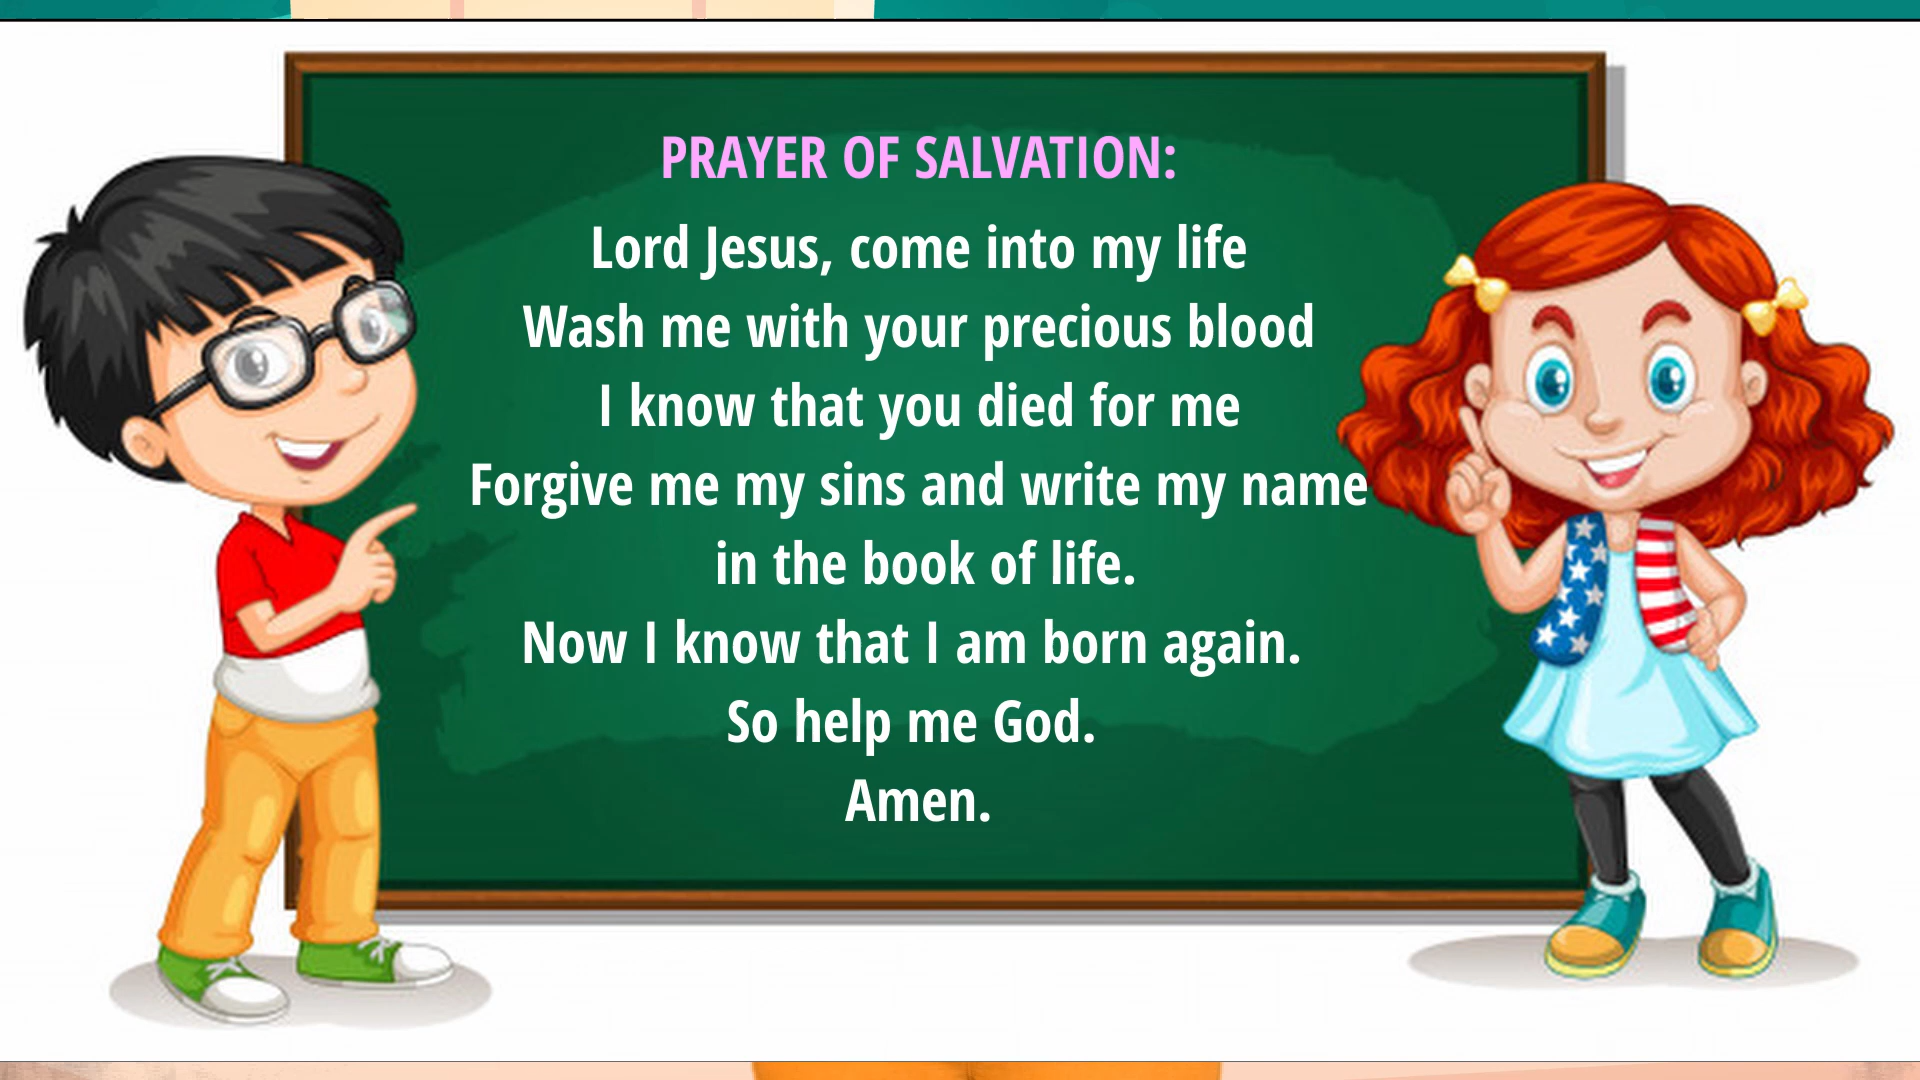 PRAYER OF SALVATION:
Lord Jesus, come into my life
Wash me with your precious blood
I know that you died for me
Forgive me my sins and write my name
in the book of life.
Now I know that I am born again.
So help me God.
Amen.